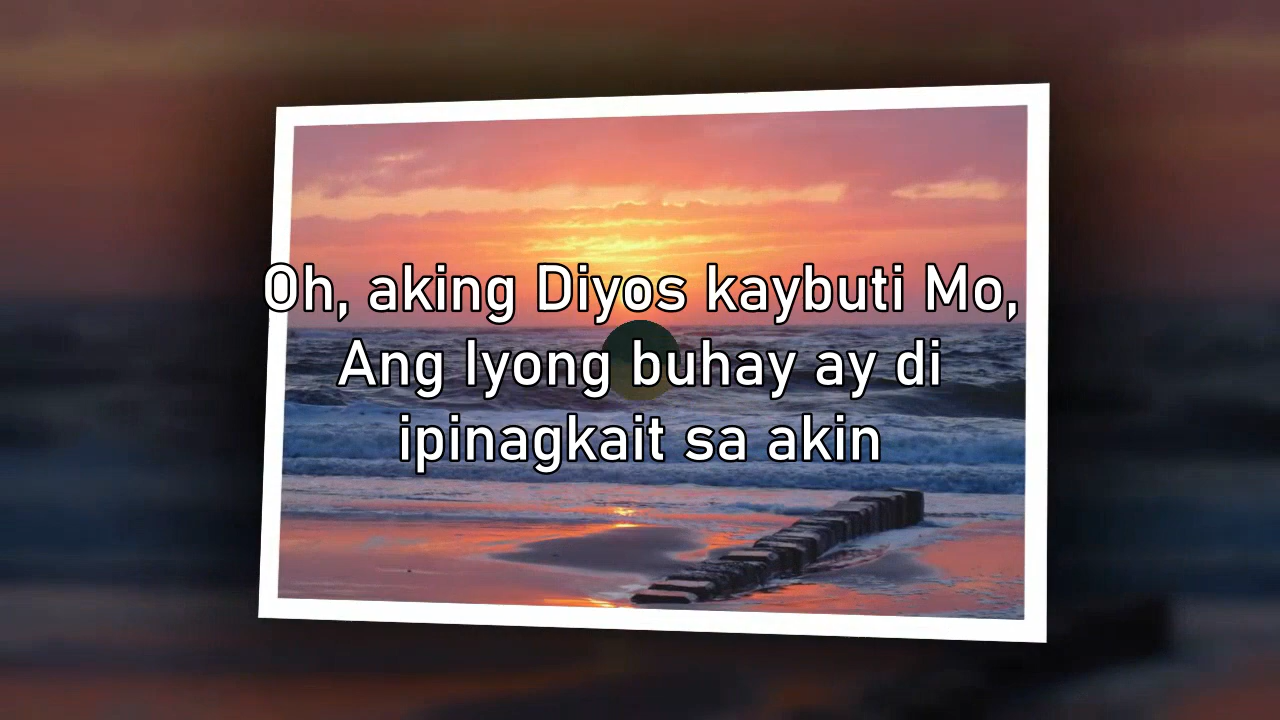 Oh, aking Diyos kaybuti Mo,
Ang Iyong buhay ay di
ipinagkait sa akin